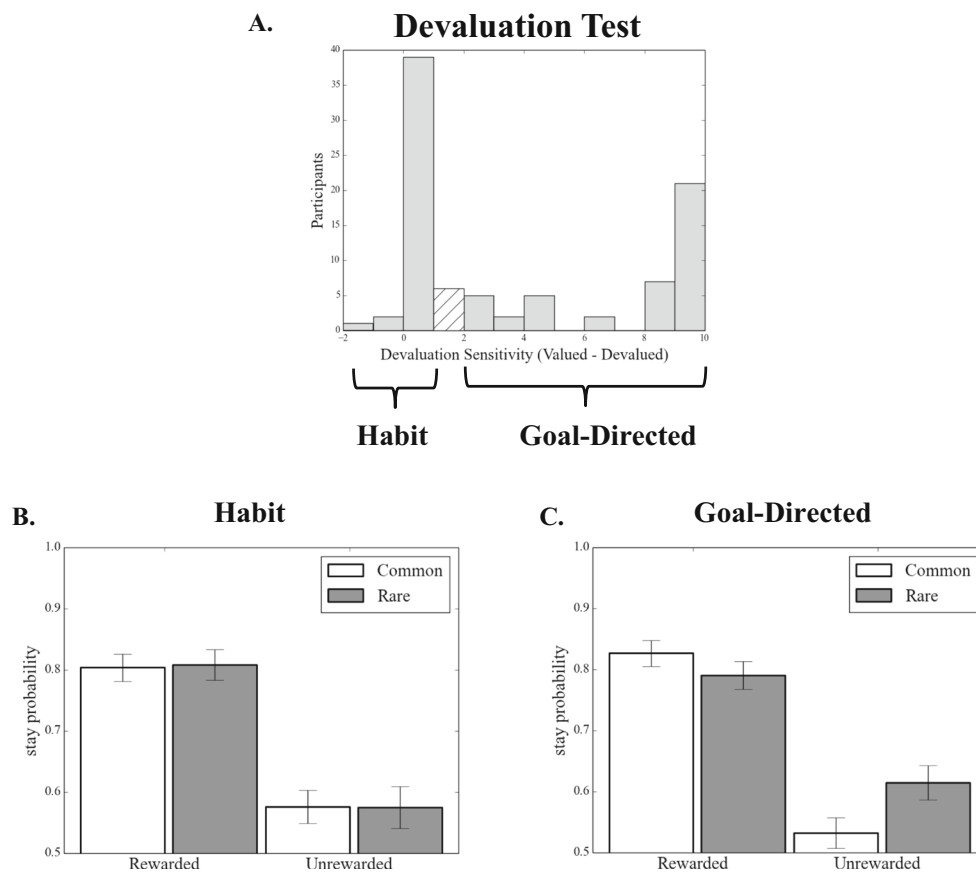 A.
Devaluation Test
40
35
30
25
20
15
10
5
0
Participants
−2 0 2 4 6 8 10
Devaluation Sensitivity (Valued - Devalued)
Habit Goal-Directed
B. Habit
1.0
0.9
0.8
0.7
0.6
0.5
stay probability
Common
Rare
Rewarded Unrewarded
C. Goal-Directed
1.0
0.9
0.8
0.7
0.6
0.5
stay probability
Common
Rare
Rewarded Unrewarded